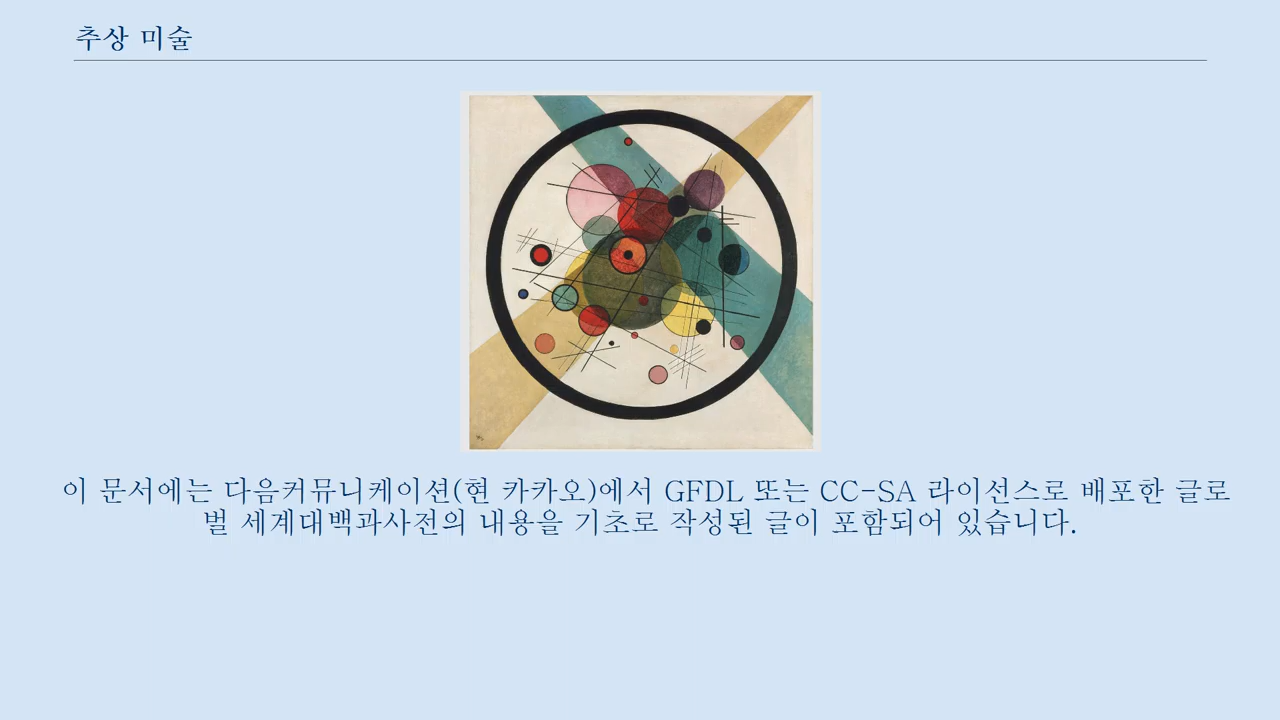 추상 미술
이 문서에는 다음커뮤니케이션(현 카카오)에서 GFDL 또는 CC-SA 라이선스로 배포한 글로
벌 세계대백과사전의 내용을 기초로 작성된 글이 포함되어 있습니다.